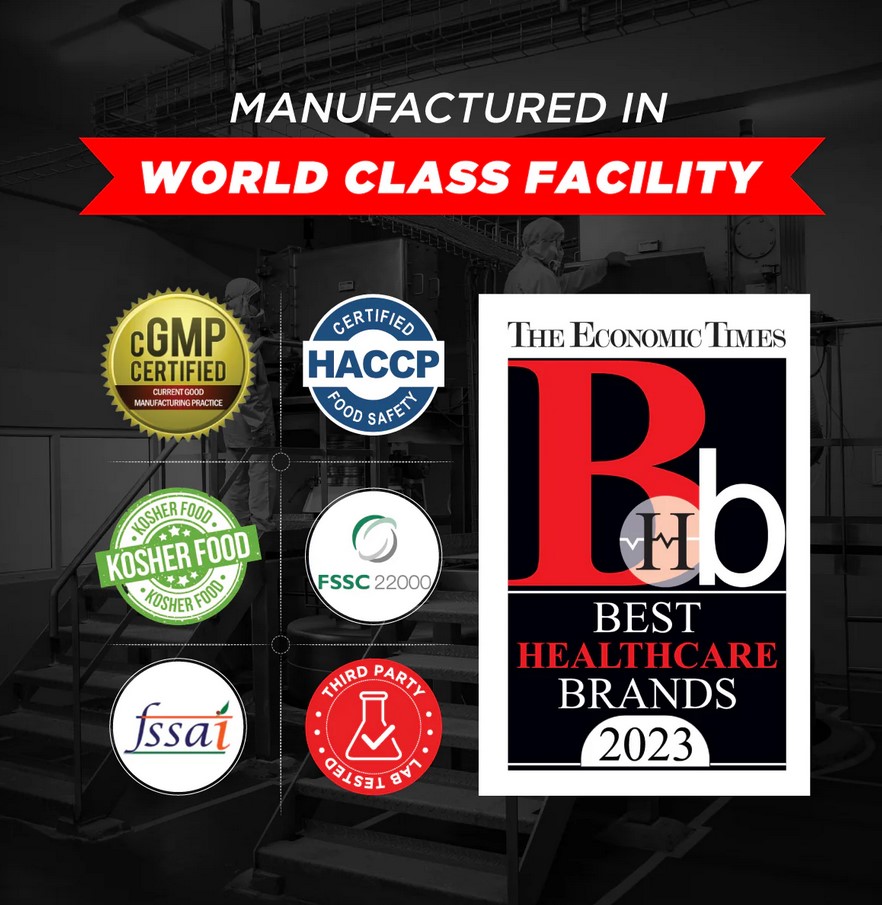 MANUFACTURED IN
WORLD CLASS FACILITY
cGMP
CERTIFIED
CURRENT GOOD
MANUFACTURING PRACTICE
CERTIFIED
HACCP
FOOD SAFETY
KOSHER FOOD
KOSHER FOOD
KOSHER FOOD
FSSC 22000
fssai
THIRD PARTY
LAB TESTED
THE ECONOMIC TIMES
B
H
b
BEST
HEALTHCARE
BRANDS
2023